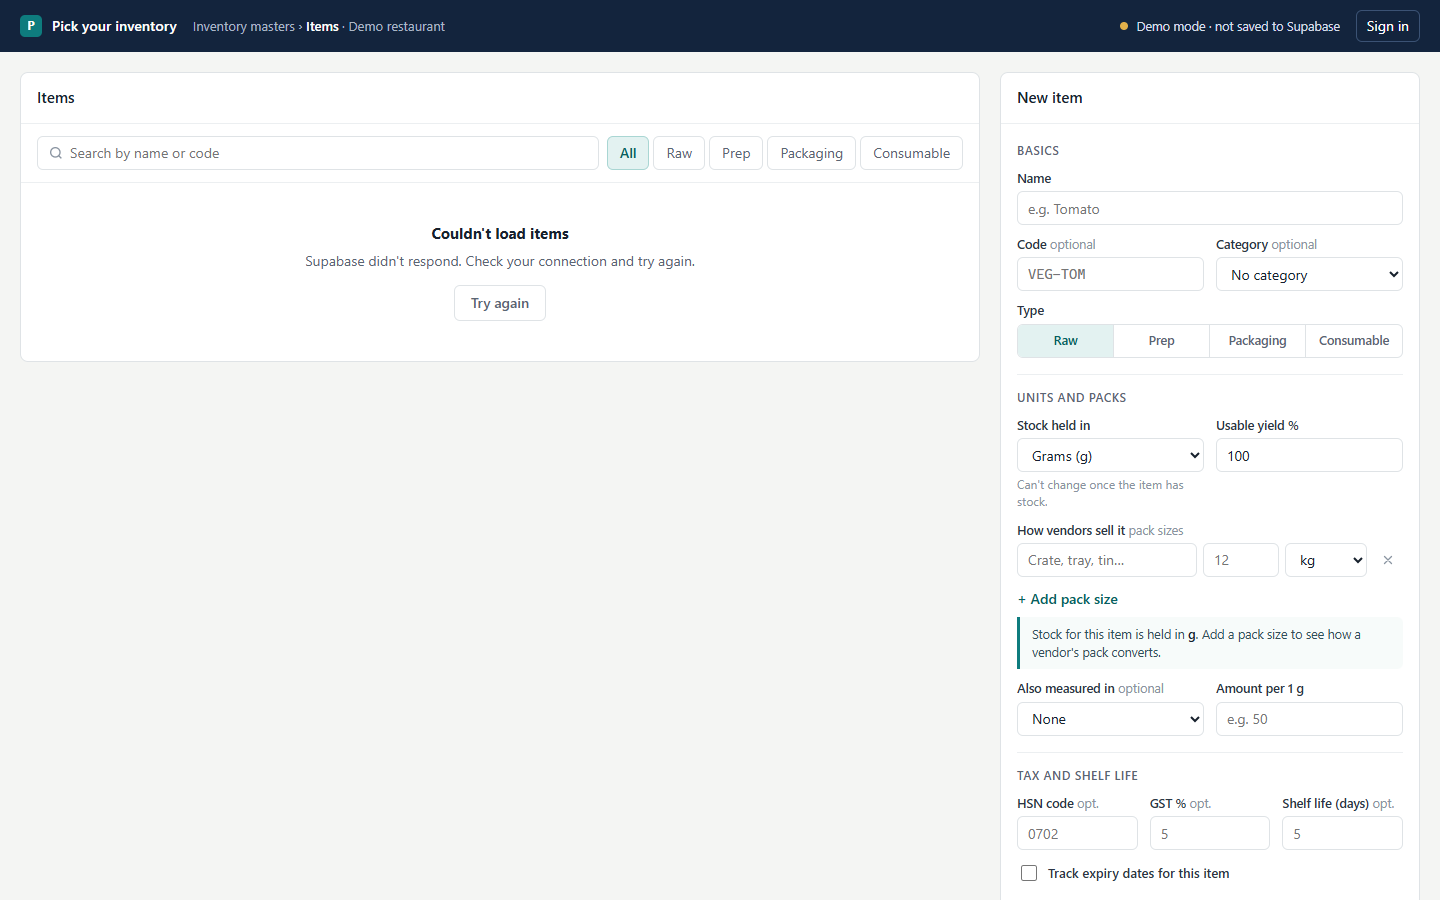 P Pick your inventory Inventory masters › Items · Demo restaurant Demo mode · not saved to Supabase Sign in
Items
Search by name or code All Raw Prep Packaging Consumable
Couldn't load items
Supabase didn't respond. Check your connection and try again.
Try again
New item
BASICS
Name
e.g. Tomato
Code optional Category optional
VEG-TOM No category
Type
Raw Prep Packaging Consumable
UNITS AND PACKS
Stock held in Usable yield %
Grams (g) 100
Can't change once the item has
stock.
How vendors sell it pack sizes
Crate, tray, tin... 12 kg ×
+ Add pack size
Stock for this item is held in g. Add a pack size to see how a
vendor's pack converts.
Also measured in optional Amount per 1 g
None e.g. 50
TAX AND SHELF LIFE
HSN code opt. GST % opt. Shelf life (days) opt.
0702 5 5
Track expiry dates for this item